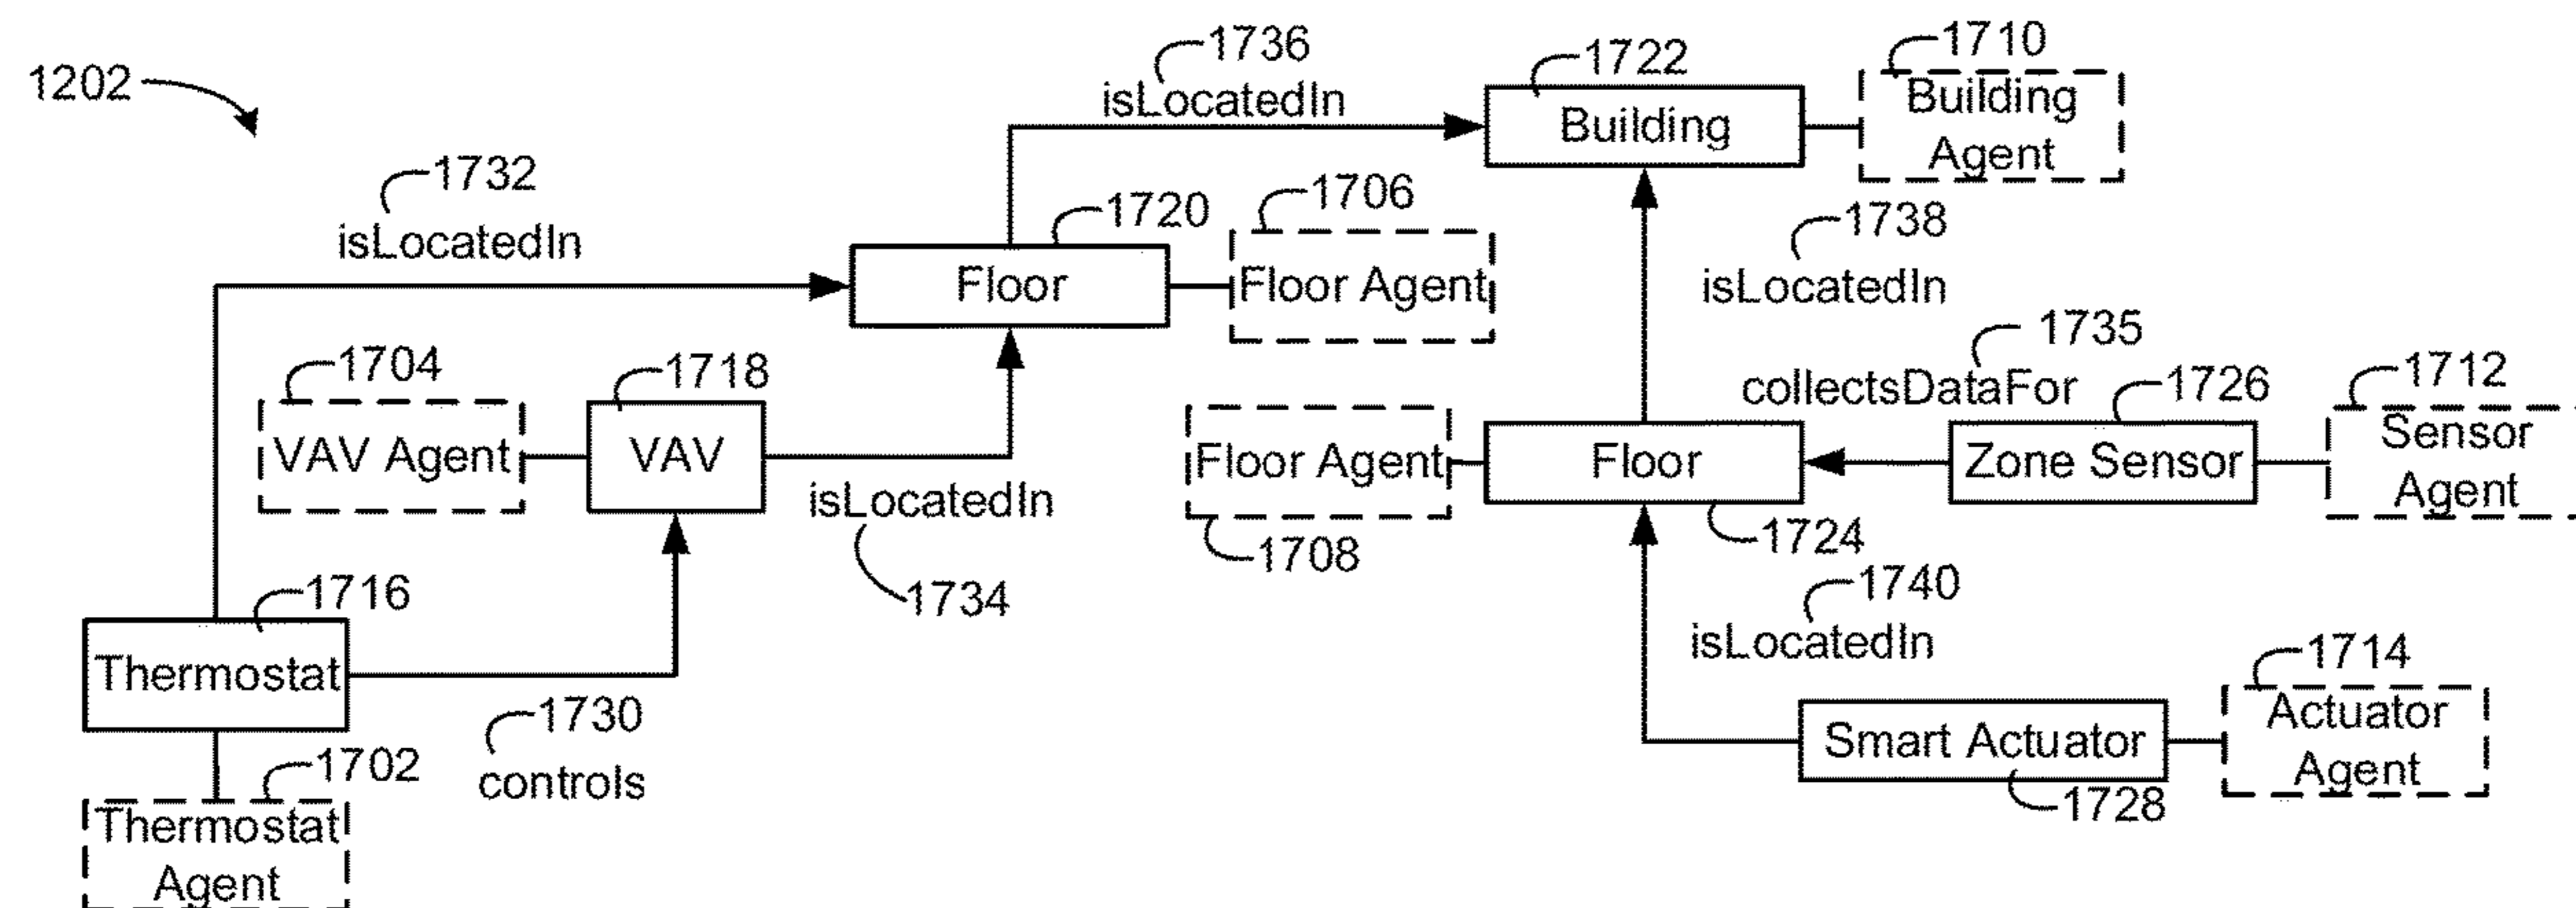 1202
1736
isLocatedIn
1722
Building
1710
Building
Agent
1732
isLocatedIn
1720
Floor
1706
Floor Agent
1738
isLocatedIn
1704
VAV Agent
1718
VAV
isLocatedIn
1734
1735
collectsDataFor
1726
Zone Sensor
1712
Sensor
Agent
Floor Agent
1708
Floor
1724
1740
isLocatedIn
1716
Thermostat
1730
controls
1702
Thermostat
Agent
Smart Actuator
1728
1714
Actuator
Agent